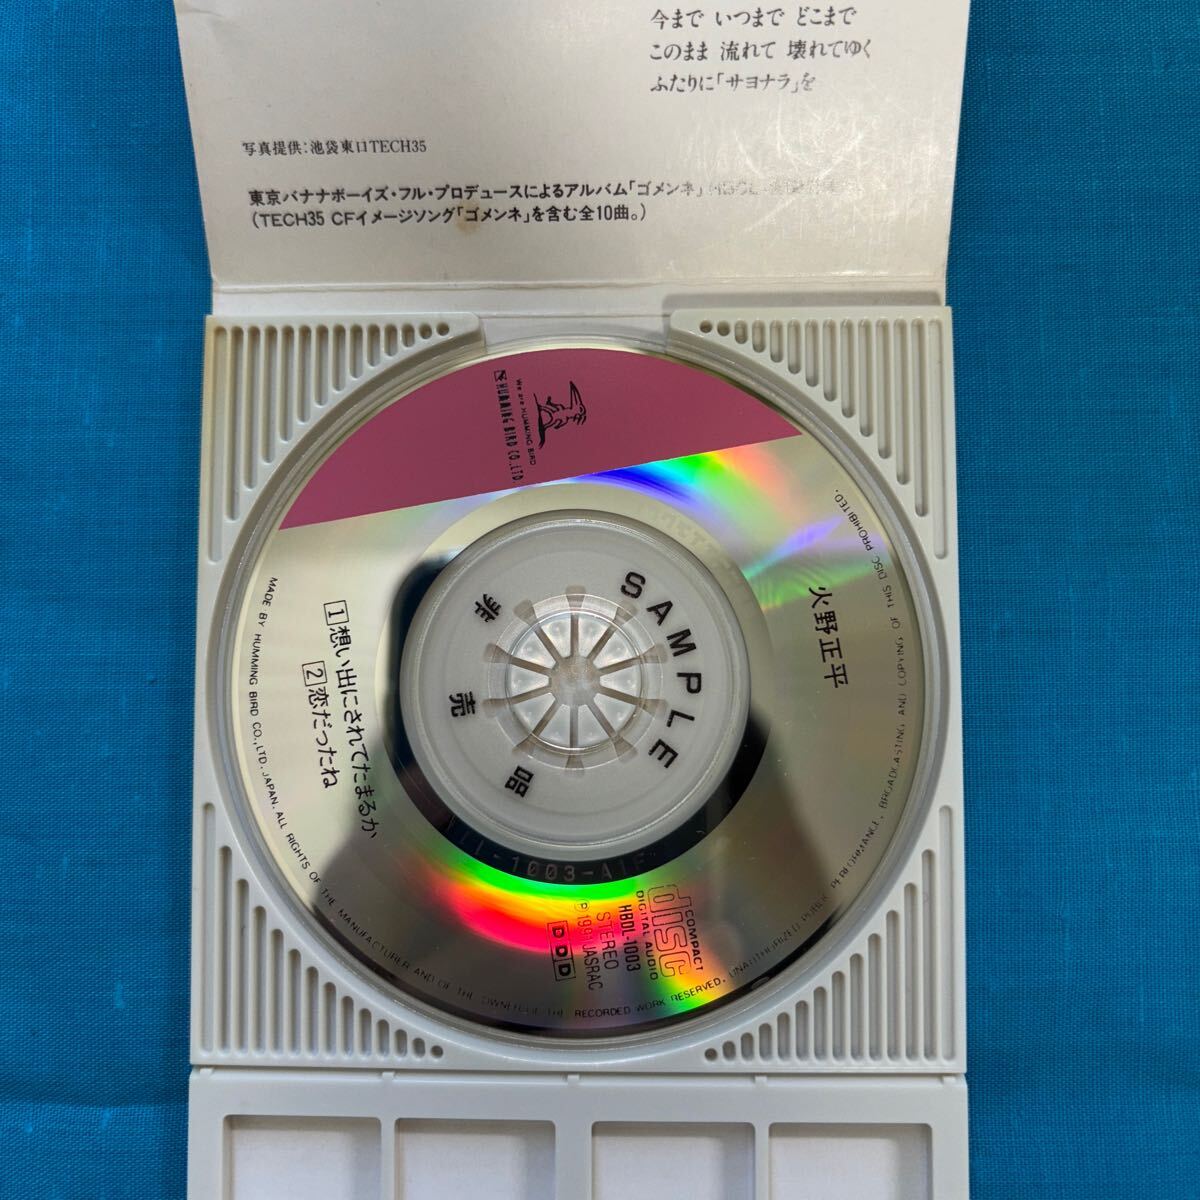 今まで いつまで どこまで
このまま 流れて 壊れてゆく
ふたりに「サヨナラ」を
写真提供:池袋東口TECH35
東京バナナボーイズ・フル・プロデュースによるアルバム「ゴメンネ」
(TECH35 CFイメージソング「ゴメンネ」を含む全10曲。)
We are HUMMING BIRD
HUMMING BIRD CO.,LTD.
SAMPLE
非売品
火野正平
1 想い出にされてたまるか
2 恋だったね
1003-A1
COMPACT
disc
DIGITAL AUDIO
HBDL-1003
STEREO
Ⓟ1991 JASRAC
DDD
MADE BY HUMMING BIRD CO.,LTD. JAPAN. ALL RIGHTS OF THE MANUFACTURER AND OF THE OWNER OF THE RECORDED WORK RESERVED. UNAUTHORIZED PUBLIC PERFORMANCE, BROADCASTING AND COPYING OF THIS DISC PROHIBITED.